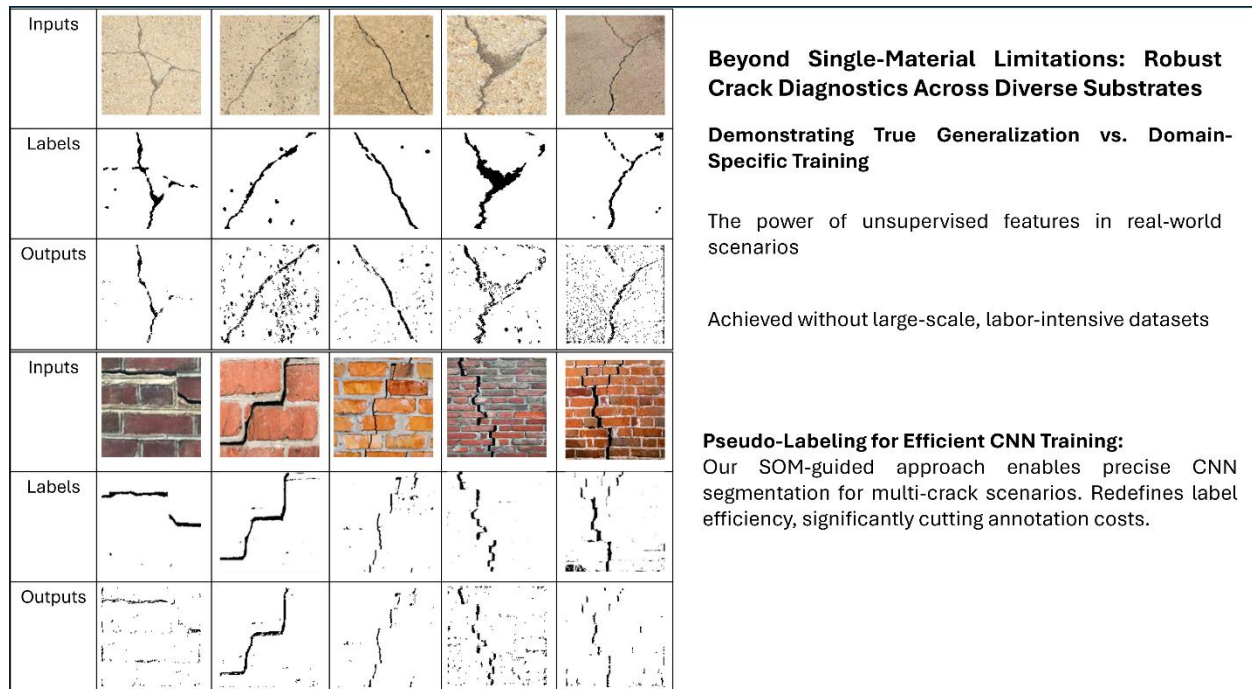 Inputs
Labels
Outputs
Inputs
Labels
Outputs
Beyond Single-Material Limitations: Robust
Crack Diagnostics Across Diverse Substrates
Demonstrating True Generalization vs. Domain-
Specific Training
The power of unsupervised features in real-world
scenarios
Achieved without large-scale, labor-intensive datasets
Pseudo-Labeling for Efficient CNN Training:
Our SOM-guided approach enables precise CNN
segmentation for multi-crack scenarios. Redefines label
efficiency, significantly cutting annotation costs.